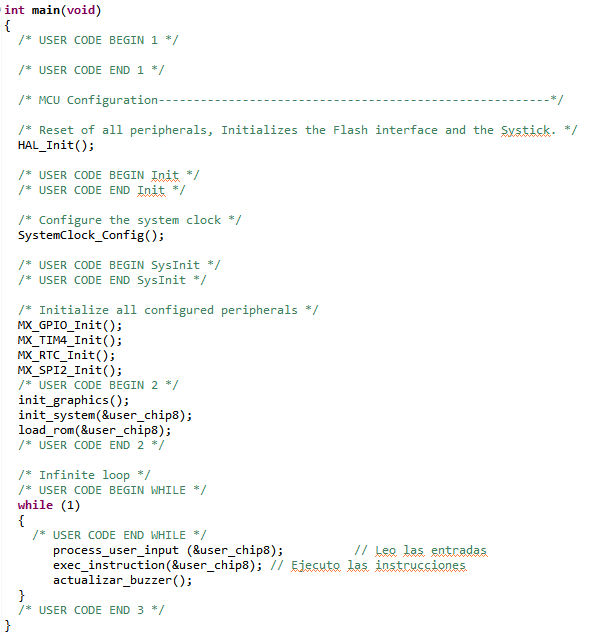 int main(void)
{
/* USER CODE BEGIN 1 */
/* USER CODE END 1 */
/* MCU Configuration--------------------------------------------------------*/
/* Reset of all peripherals, Initializes the Flash interface and the Systick. */
HAL_Init();
/* USER CODE BEGIN Init */
/* USER CODE END Init */
/* Configure the system clock */
SystemClock_Config();
/* USER CODE BEGIN SysInit */
/* USER CODE END SysInit */
/* Initialize all configured peripherals */
MX_GPIO_Init();
MX_TIM4_Init();
MX_RTC_Init();
MX_SPI2_Init();
/* USER CODE BEGIN 2 */
init_graphics();
init_system(&user_chip8);
load_rom(&user_chip8);
/* USER CODE END 2 */
/* Infinite loop */
/* USER CODE BEGIN WHILE */
while (1)
{
/* USER CODE END WHILE */
process_user_input (&user_chip8); // Leo las entradas
exec_instruction(&user_chip8); // Ejecuto las instrucciones
actualizar_buzzer();
}
/* USER CODE END 3 */
}